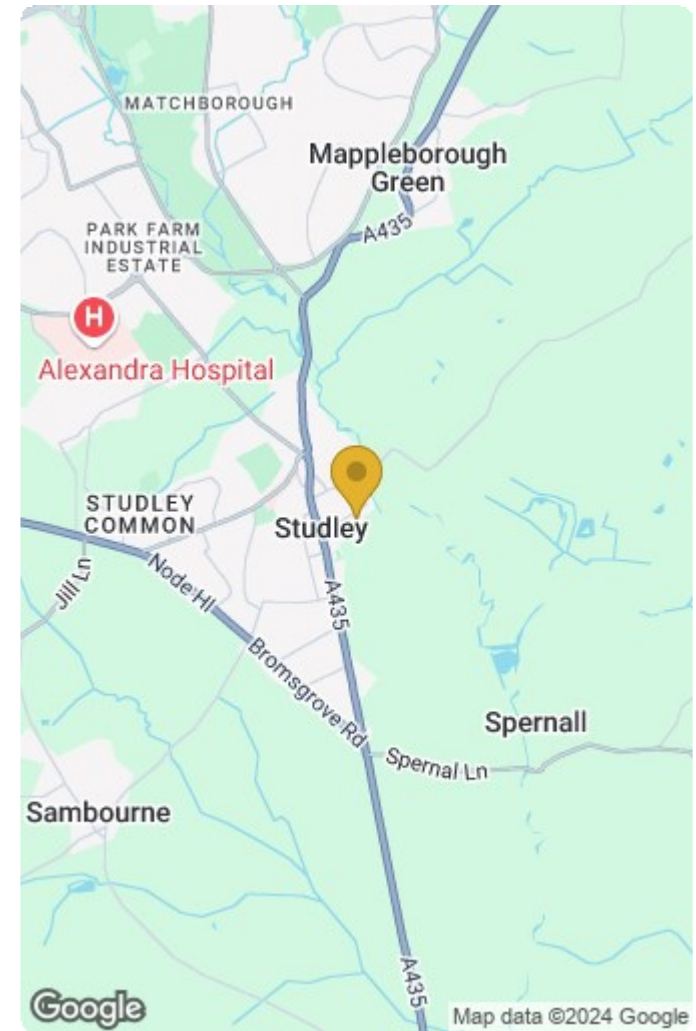 MATCHBOROUGH
Mappleborough
Green
A435
PARK FARM
INDUSTRIAL
ESTATE
H
Alexandra Hospital
STUDLEY
COMMON
Studley
Jill Ln
Node Hl
A435
Bromsgrove Rd
Spernall
Spernal Ln
Sambourne
A435
Google
Map data ©2024 Google